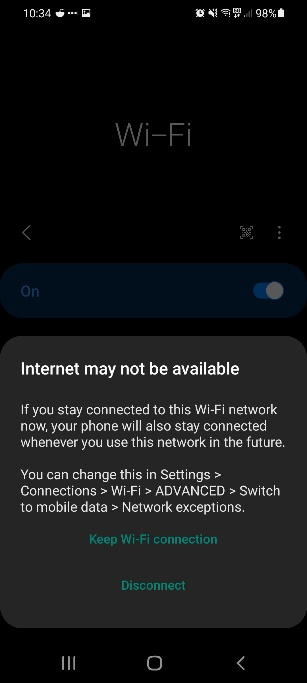 10:34
98%
Wi-Fi
On
Internet may not be available
If you stay connected to this Wi-Fi network
now, your phone will also stay connected
whenever you use this network in the future.
You can change this in Settings >
Connections > Wi-Fi > ADVANCED > Switch
to mobile data > Network exceptions.
Keep Wi-Fi connection
Disconnect